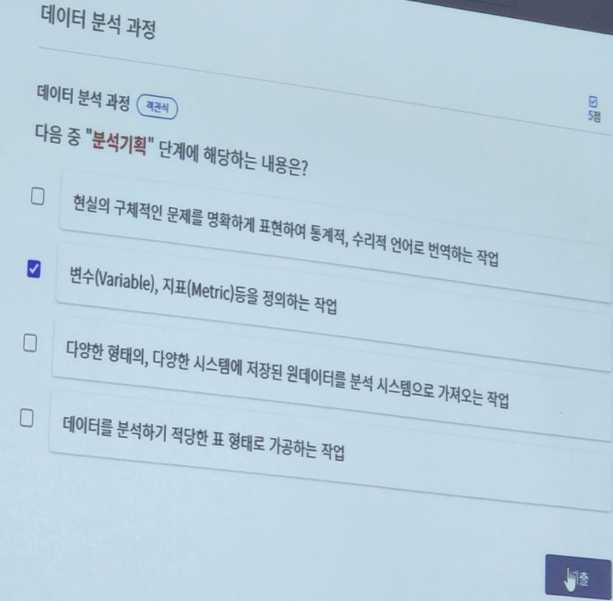 데이터 분석 과정
데이터 분석 과정 객관식
5점
다음 중 "분석기획" 단계에 해당하는 내용은?
현실의 구체적인 문제를 명확하게 표현하여 통계적, 수리적 언어로 번역하는 작업
변수(Variable), 지표(Metric)등을 정의하는 작업
다양한 형태의, 다양한 시스템에 저장된 원데이터를 분석 시스템으로 가져오는 작업
데이터를 분석하기 적당한 표 형태로 가공하는 작업